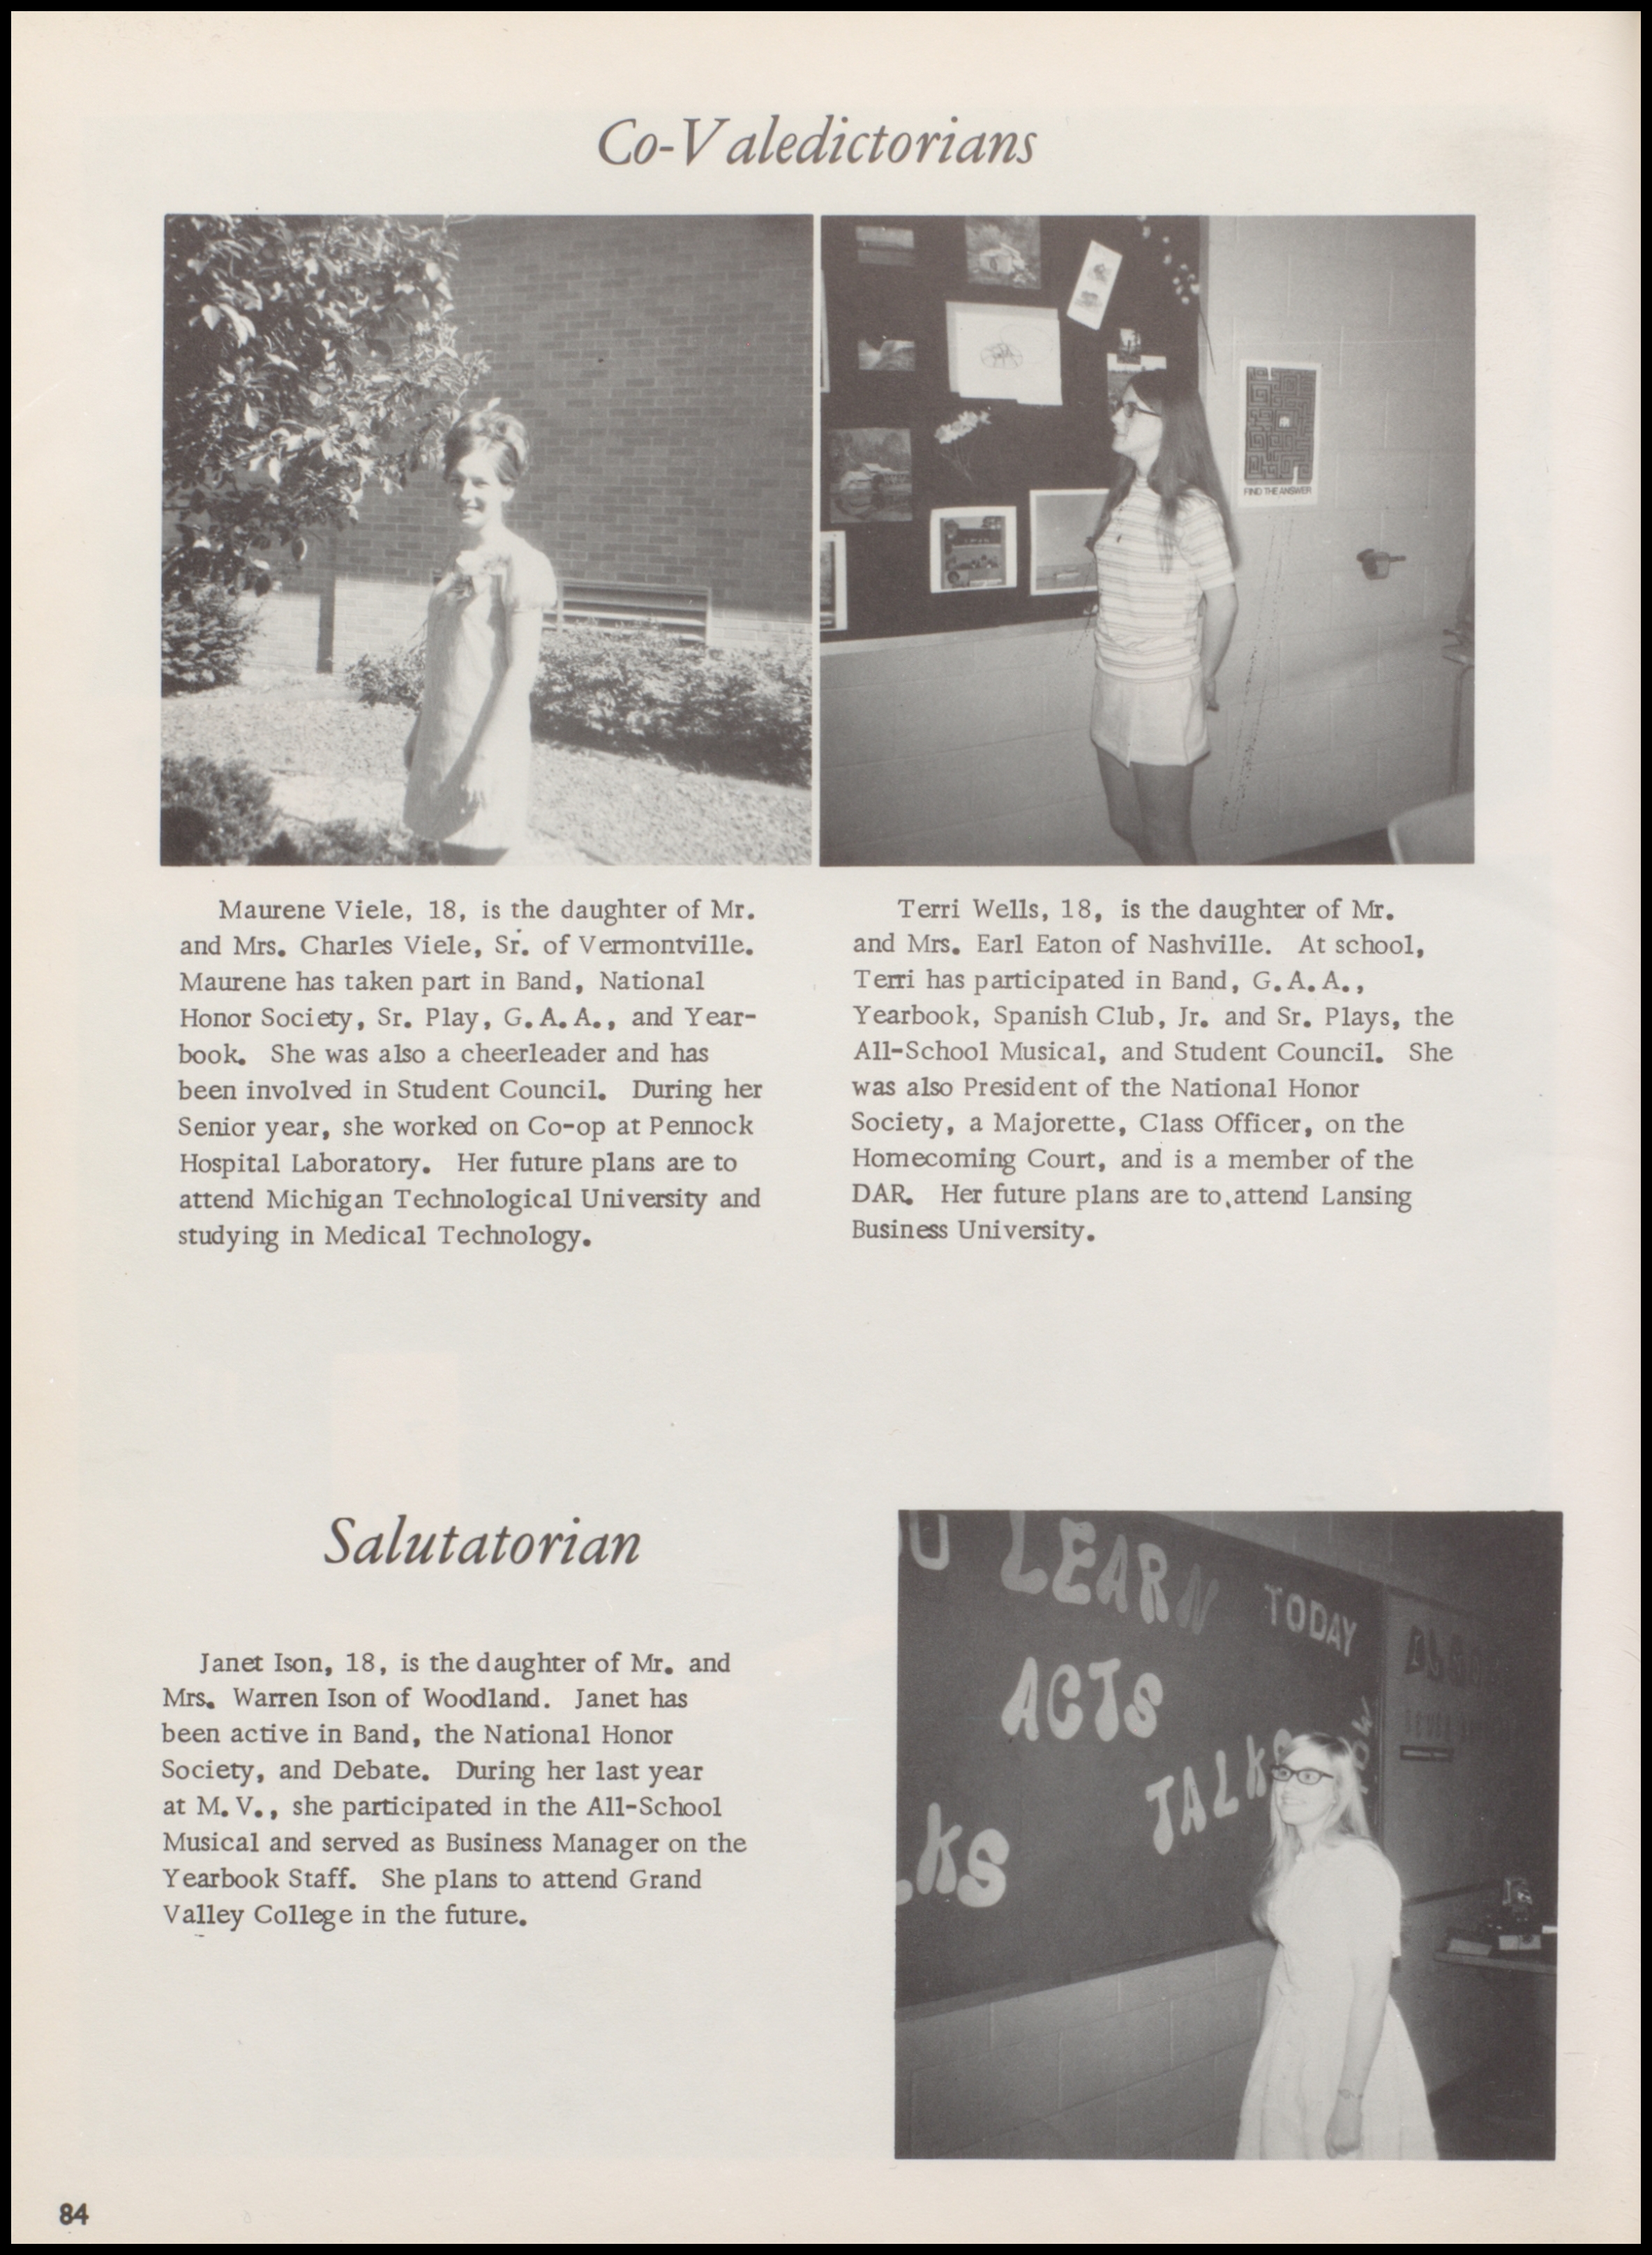 Co-Valedictorians
FIND THE ANSWER
Maurene Viele, 18, is the daughter of Mr.
and Mrs. Charles Viele, Sr. of Vermontville.
Maurene has taken part in Band, National
Honor Society, Sr. Play, G.A.A., and Year-
book. She was also a cheerleader and has
been involved in Student Council. During her
Senior year, she worked on Co-op at Pennock
Hospital Laboratory. Her future plans are to
attend Michigan Technological University and
studying in Medical Technology.
Terri Wells, 18, is the daughter of Mr.
and Mrs. Earl Eaton of Nashville. At school,
Terri has participated in Band, G.A.A.,
Yearbook, Spanish Club, Jr. and Sr. Plays, the
All-School Musical, and Student Council. She
was also President of the National Honor
Society, a Majorette, Class Officer, on the
Homecoming Court, and is a member of the
DAR. Her future plans are to attend Lansing
Business University.
Salutatorian
Janet Ison, 18, is the daughter of Mr. and
Mrs. Warren Ison of Woodland. Janet has
been active in Band, the National Honor
Society, and Debate. During her last year
at M.V., she participated in the All-School
Musical and served as Business Manager on the
Yearbook Staff. She plans to attend Grand
Valley College in the future.
U LEARN TODAY
ACTS
TALKS
KS
84